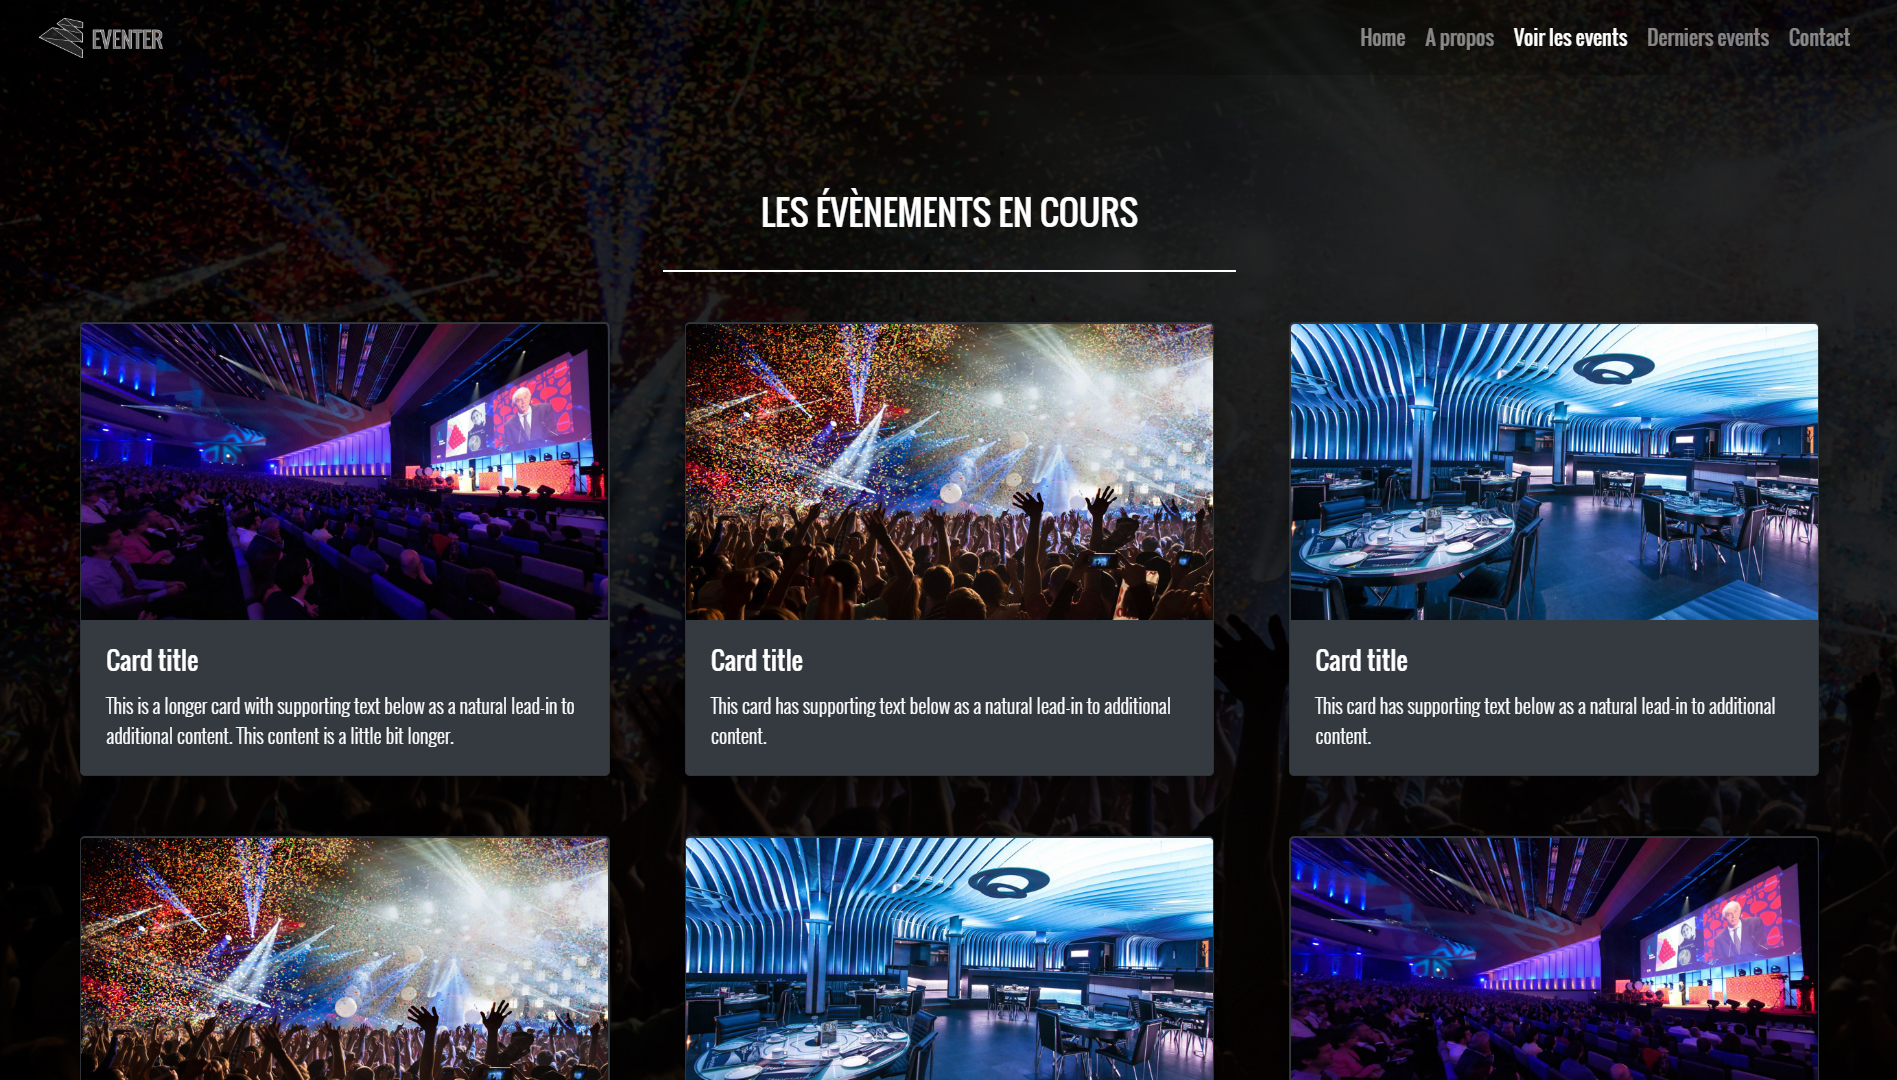 EVENTER
Home A propos Voir les events Derniers events Contact
LES ÉVÈNEMENTS EN COURS
Card title
This is a longer card with supporting text below as a natural lead-in to
additional content. This content is a little bit longer.
Card title
This card has supporting text below as a natural lead-in to additional
content.
Card title
This card has supporting text below as a natural lead-in to additional
content.